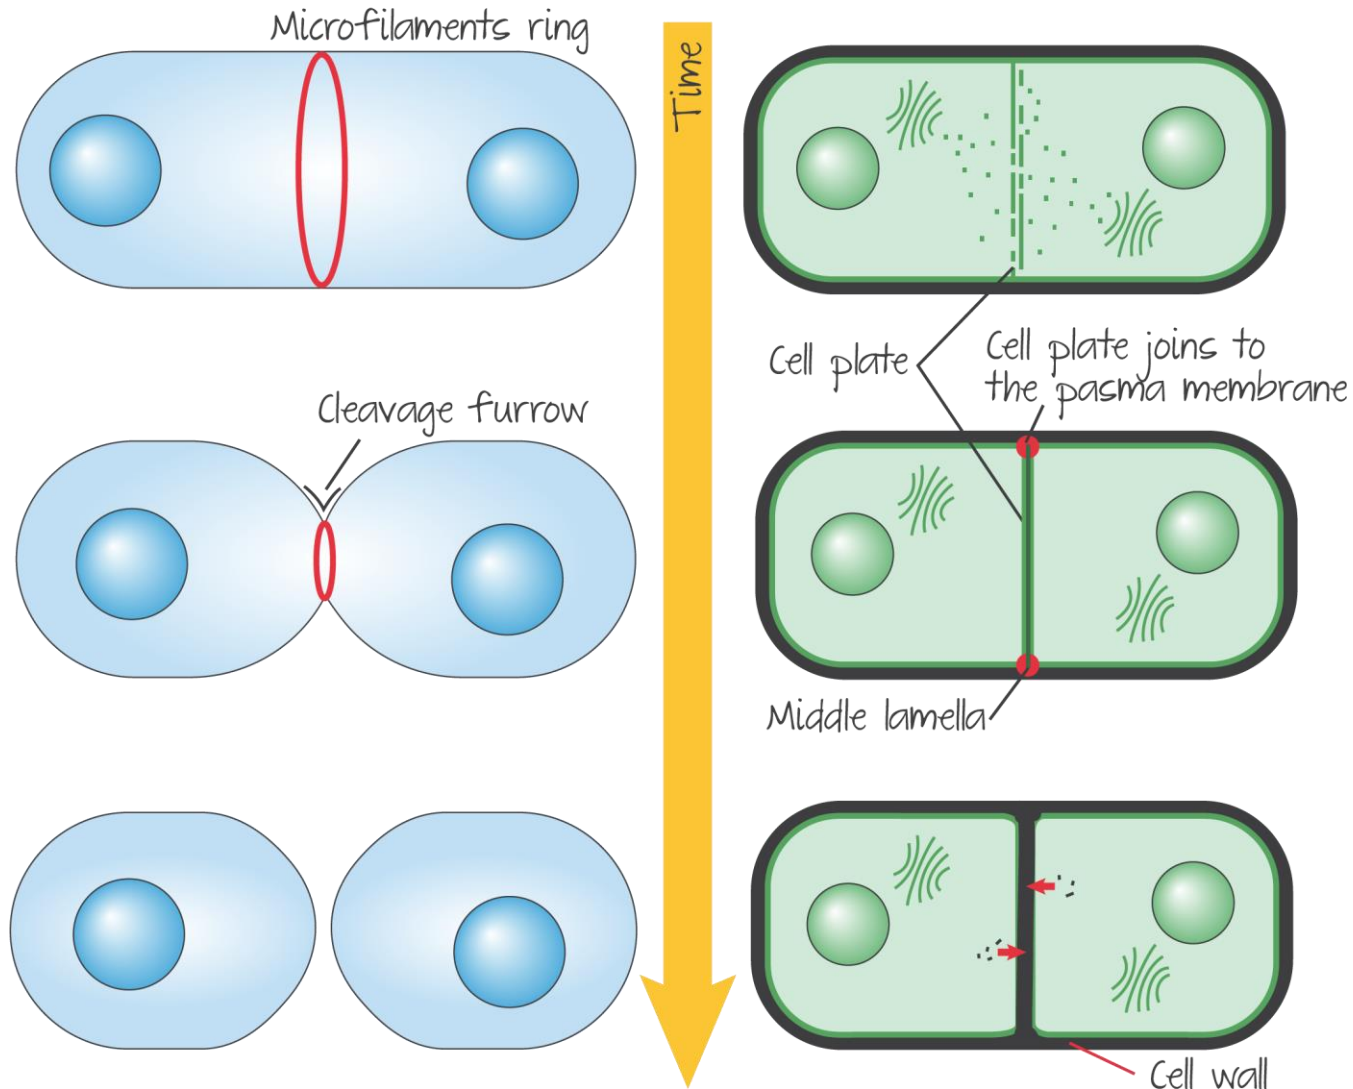 Microfilaments ring
Time
Cell plate
Cell plate joins to
the pasma membrane
Cleavage furrow
Middle lamella
Cell wall